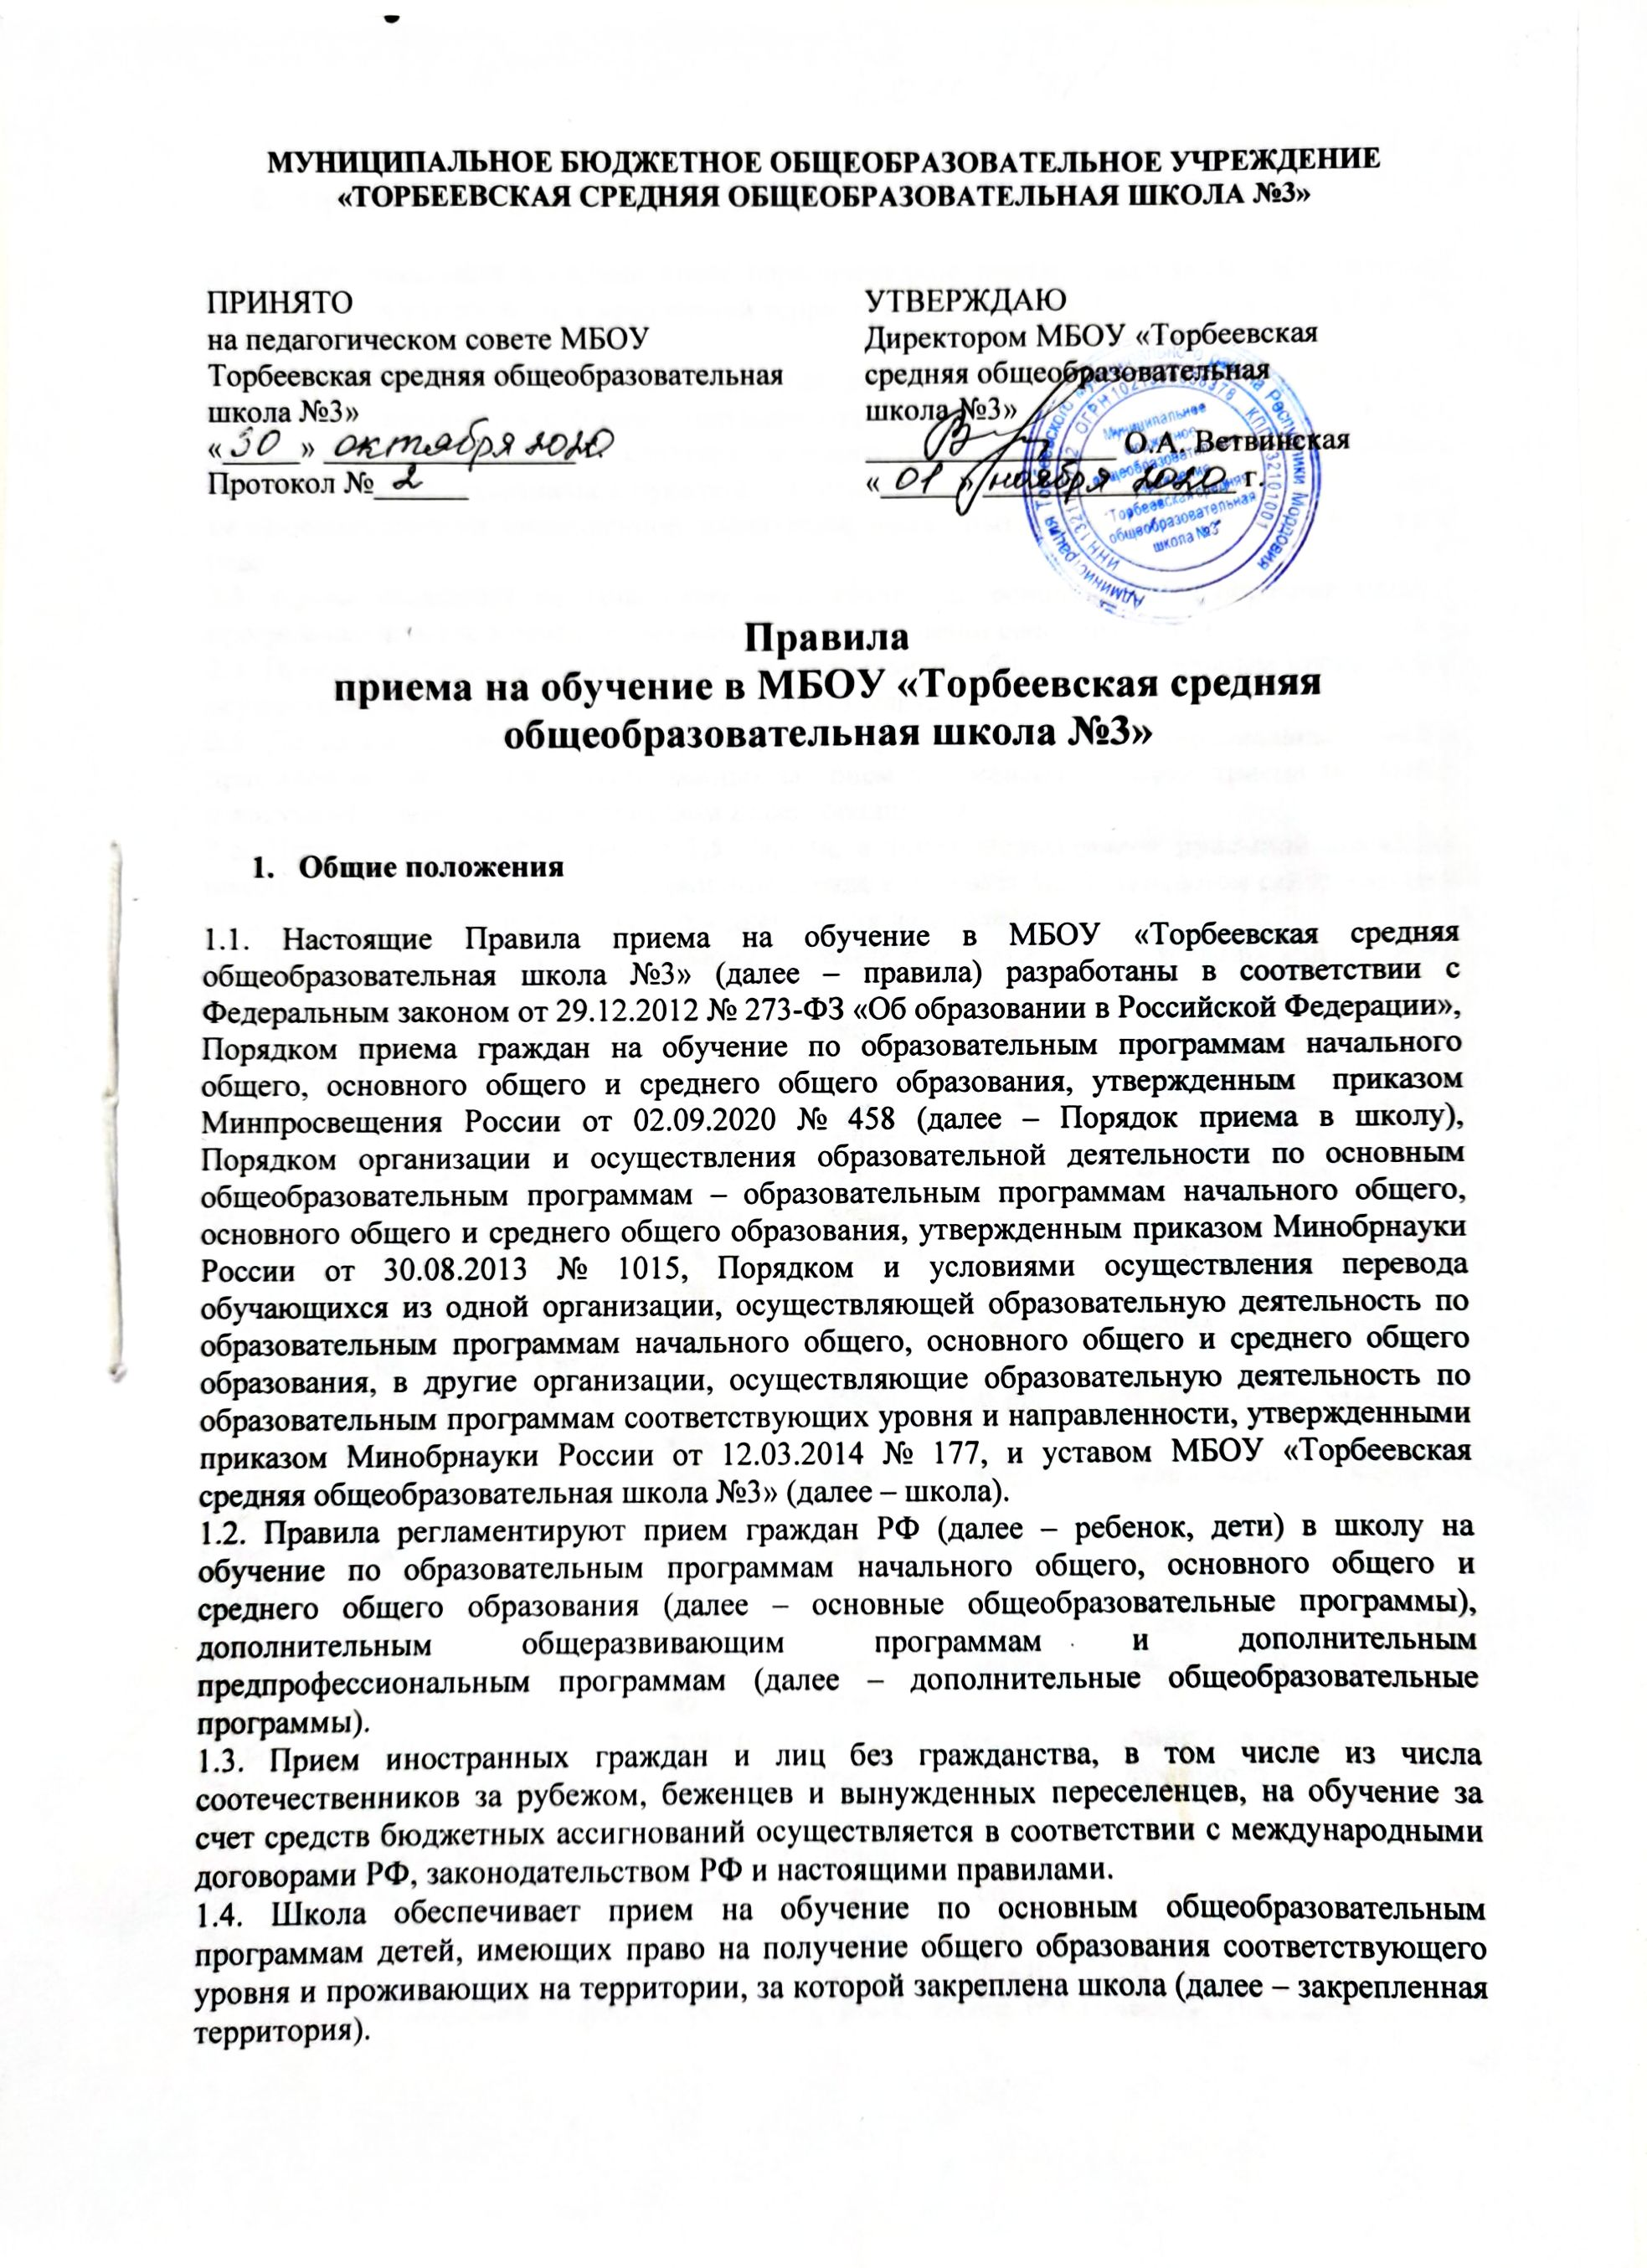 МУНИЦИПАЛЬНОЕ БЮДЖЕТНОЕ ОБЩЕОБРАЗОВАТЕЛЬНОЕ УЧРЕЖДЕНИЕ
«ТОРБЕЕВСКАЯ СРЕДНЯЯ ОБЩЕОБРАЗОВАТЕЛЬНАЯ ШКОЛА №3»
ПРИНЯТО
на педагогическом совете МБОУ
Торбеевская средняя общеобразовательная
школа №3»
«30» октября 2020
Протокол № 2
УТВЕРЖДАЮ
Директором МБОУ «Торбеевская
средняя общеобразовательная
школа №3»
О.А. Ветвинская
«01» ноября 2020 г.
Муниципальное
бюджетное
общеобразовательное
учреждение
"Торбеевская средняя
общеобразовательная
школа №3"
Правила
приема на обучение в МБОУ «Торбеевская средняя
общеобразовательная школа №3»
1. Общие положения
1.1. Настоящие Правила приема на обучение в МБОУ «Торбеевская средняя
общеобразовательная школа №3» (далее – правила) разработаны в соответствии с
Федеральным законом от 29.12.2012 № 273-ФЗ «Об образовании в Российской Федерации»,
Порядком приема граждан на обучение по образовательным программам начального
общего, основного общего и среднего общего образования, утвержденным приказом
Минпросвещения России от 02.09.2020 № 458 (далее – Порядок приема в школу),
Порядком организации и осуществления образовательной деятельности по основным
общеобразовательным программам – образовательным программам начального общего,
основного общего и среднего общего образования, утвержденным приказом Минобрнауки
России от 30.08.2013 № 1015, Порядком и условиями осуществления перевода
обучающихся из одной организации, осуществляющей образовательную деятельность по
образовательным программам начального общего, основного общего и среднего общего
образования, в другие организации, осуществляющие образовательную деятельность по
образовательным программам соответствующих уровня и направленности, утвержденными
приказом Минобрнауки России от 12.03.2014 № 177, и уставом МБОУ «Торбеевская
средняя общеобразовательная школа №3» (далее – школа).
1.2. Правила регламентируют прием граждан РФ (далее – ребенок, дети) в школу на
обучение по образовательным программам начального общего, основного общего и
среднего общего образования (далее – основные общеобразовательные программы),
дополнительным общеразвивающим программам и дополнительным
предпрофессиональным программам (далее – дополнительные общеобразовательные
программы).
1.3. Прием иностранных граждан и лиц без гражданства, в том числе из числа
соотечественников за рубежом, беженцев и вынужденных переселенцев, на обучение за
счет средств бюджетных ассигнований осуществляется в соответствии с международными
договорами РФ, законодательством РФ и настоящими правилами.
1.4. Школа обеспечивает прием на обучение по основным общеобразовательным
программам детей, имеющих право на получение общего образования соответствующего
уровня и проживающих на территории, за которой закреплена школа (далее – закрепленная
территория).